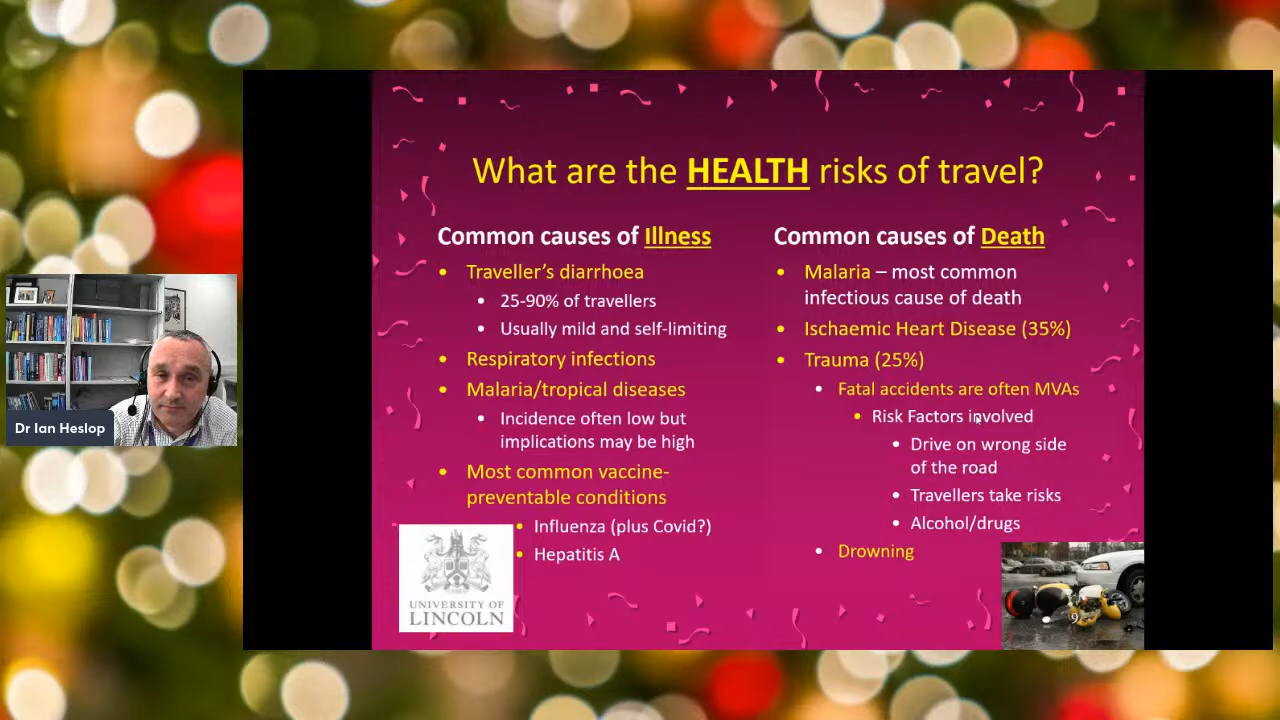 What are the HEALTH risks of travel?
Common causes of Illness
• Traveller's diarrhoea
• 25-90% of travellers
• Usually mild and self-limiting
• Respiratory infections
• Malaria/tropical diseases
• Incidence often low but
implications may be high
• Most common vaccine-
preventable conditions
• Influenza (plus Covid?)
• Hepatitis A
Common causes of Death
• Malaria – most common
infectious cause of death
• Ischaemic Heart Disease (35%)
• Trauma (25%)
• Fatal accidents are often MVAs
• Risk Factors involved
• Drive on wrong side
of the road
• Travellers take risks
• Alcohol/drugs
• Drowning
UNIVERSITY OF
LINCOLN
9
Dr Ian Heslop